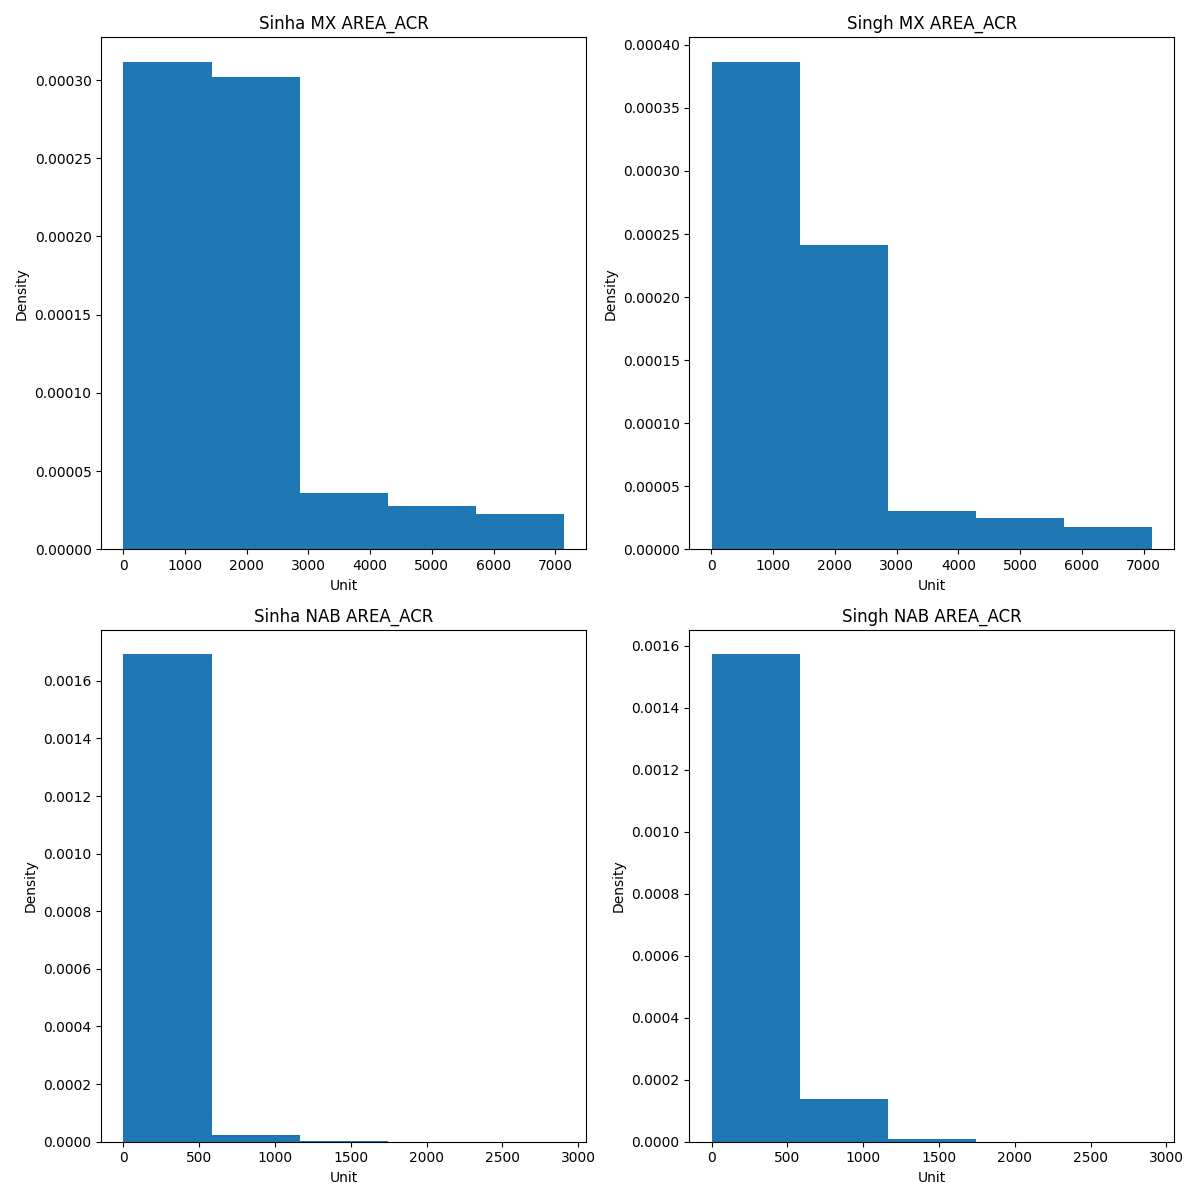 Sinha MX AREA_ACR
0.00030
0.00025
0.00020
0.00015
0.00010
0.00005
0.00000
Density
0 1000 2000 3000 4000 5000 6000 7000
Unit
Singh MX AREA_ACR
0.00040
0.00035
0.00030
0.00025
0.00020
0.00015
0.00010
0.00005
0.00000
Density
0 1000 2000 3000 4000 5000 6000 7000
Unit
Sinha NAB AREA_ACR
0.0016
0.0014
0.0012
0.0010
0.0008
0.0006
0.0004
0.0002
0.0000
Density
0 500 1000 1500 2000 2500 3000
Unit
Singh NAB AREA_ACR
0.0016
0.0014
0.0012
0.0010
0.0008
0.0006
0.0004
0.0002
0.0000
Density
0 500 1000 1500 2000 2500 3000
Unit